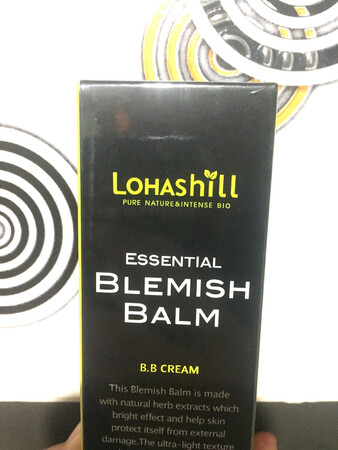 LOHAShill
PURE NATURE&INTENSE BIO
ESSENTIAL
BLEMISH
BALM
B.B CREAM
This Blemish Balm is made
with natural herb extracts which
bright effect and help skin
protect itself from external
damage.The ultra-light texture